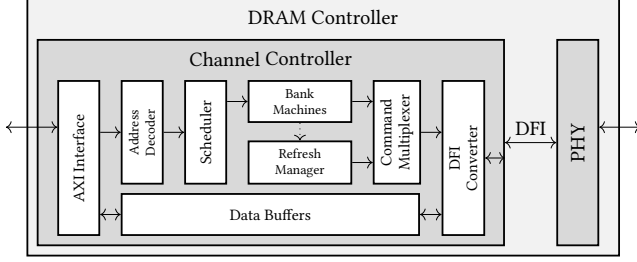 DRAM Controller
Channel Controller
AXI Interface
Address
Decoder
Scheduler
Bank
Machines
Refresh
Manager
Command
Multiplexer
DFI
Converter
Data Buffers
DFI
PHY